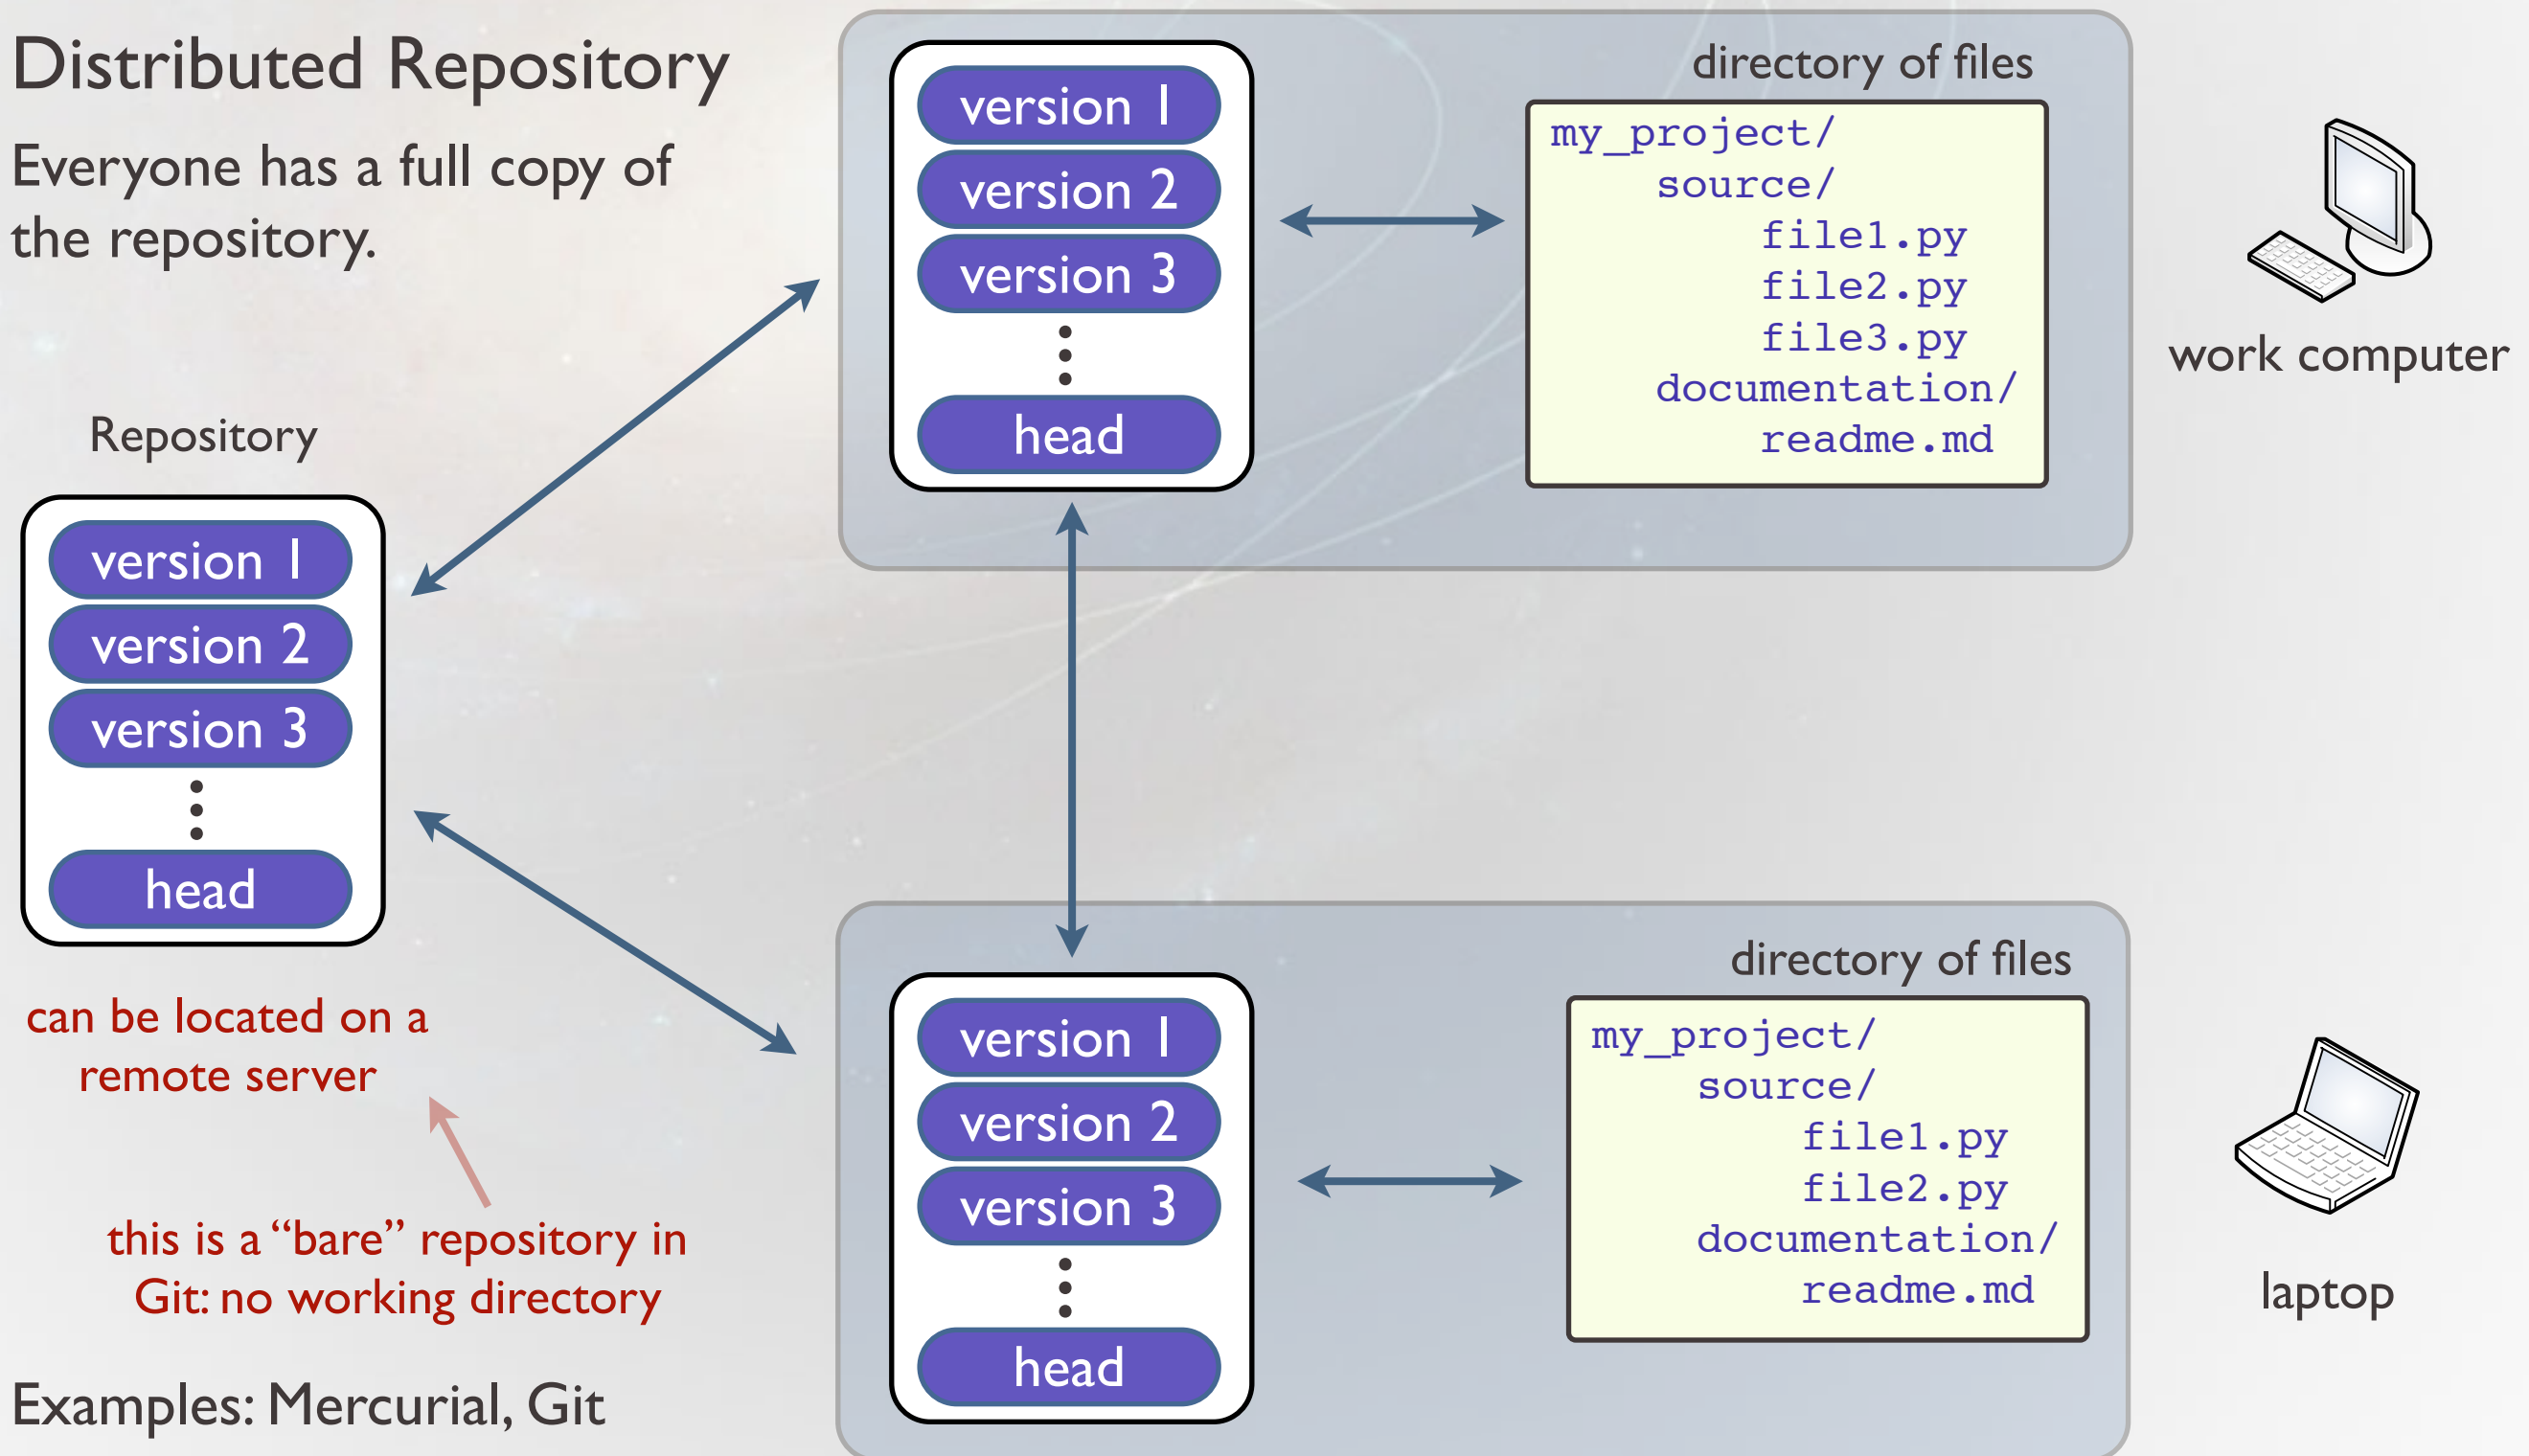 Distributed Repository
Everyone has a full copy of
the repository.
Repository
version 1
version 2
version 3
head
can be located on a
remote server
this is a “bare” repository in
Git: no working directory
Examples: Mercurial, Git
version 1
version 2
version 3
head
directory of files
my_project/
source/
file1.py
file2.py
file3.py
documentation/
readme.md
work computer
version 1
version 2
version 3
head
directory of files
my_project/
source/
file1.py
file2.py
documentation/
readme.md
laptop